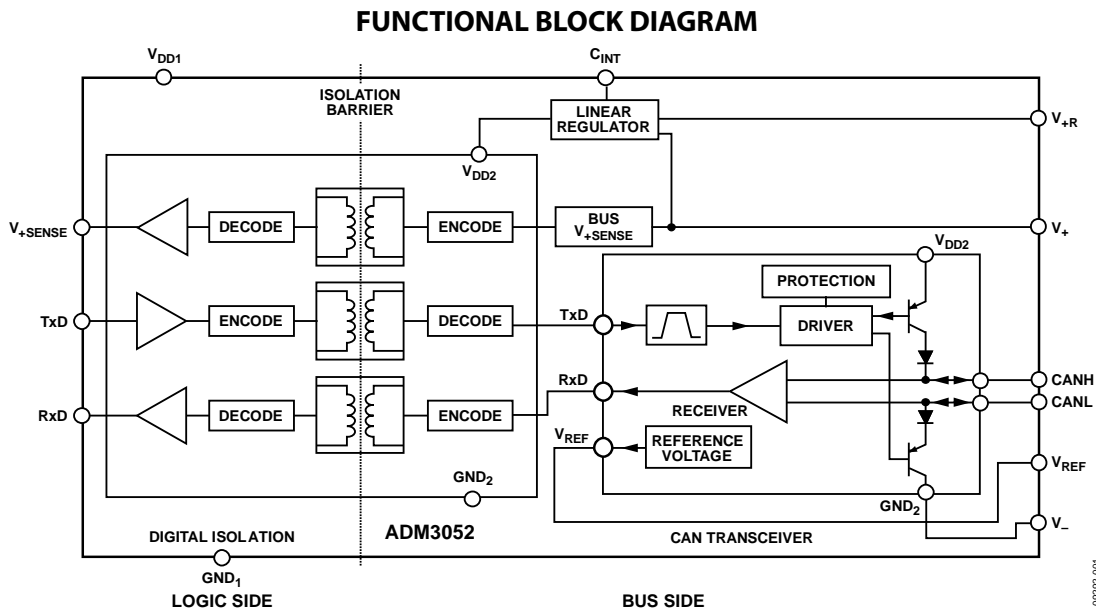 FUNCTIONAL BLOCK DIAGRAM
VDD1
CINT
ISOLATION
BARRIER
LINEAR
REGULATOR
V+R
VDD2
V+SENSE
DECODE
ENCODE
BUS
V+SENSE
V+
VDD2
PROTECTION
TxD
ENCODE
DECODE
TxD
DRIVER
RxD
CANH
CANL
RxD
DECODE
ENCODE
RECEIVER
VREF
REFERENCE
VOLTAGE
VREF
GND2
GND2
DIGITAL ISOLATION
ADM3052
CAN TRANSCEIVER
V–
GND1
LOGIC SIDE
BUS SIDE